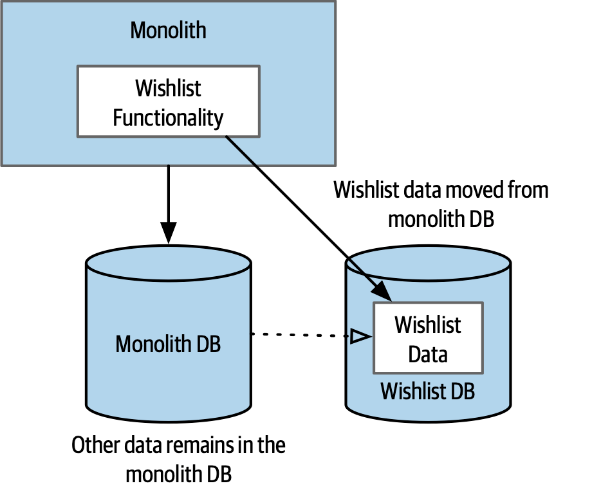 Monolith
Wishlist
Functionality
Wishlist data moved from
monolith DB
Monolith DB
Wishlist
Data
Wishlist DB
Other data remains in the
monolith DB